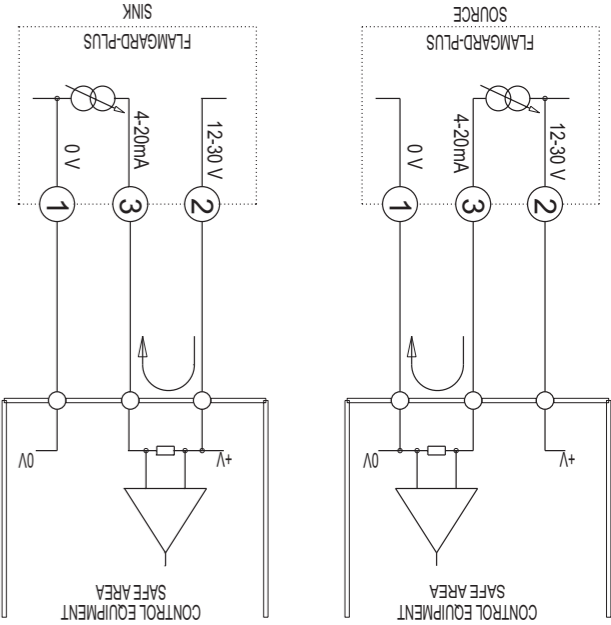 CONTROL EQUIPMENT
SAFE AREA
+V
0V
2
3
1
12-30 V
4-20mA
0 V
FLAMGARD-PLUS
SOURCE
CONTROL EQUIPMENT
SAFE AREA
+V
0V
2
3
1
12-30 V
4-20mA
0 V
FLAMGARD-PLUS
SINK